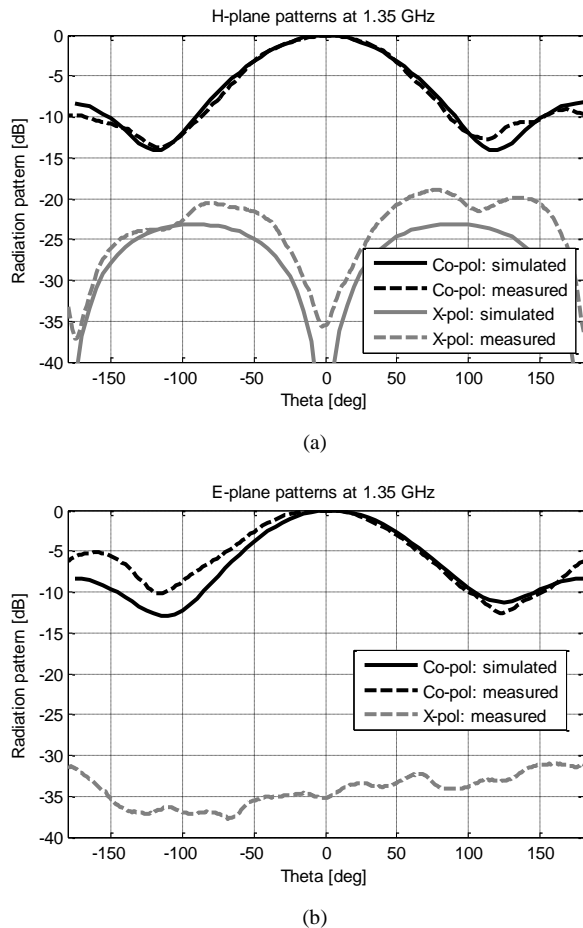 H-plane patterns at 1.35 GHz
0
-5
-10
-15
-20
-25
-30
-35
-40
Radiation pattern [dB]
Co-pol: simulated
Co-pol: measured
X-pol: simulated
X-pol: measured
-150 -100 -50 0 50 100 150
Theta [deg]
(a)
E-plane patterns at 1.35 GHz
0
-5
-10
-15
-20
-25
-30
-35
-40
Radiation pattern [dB]
Co-pol: simulated
Co-pol: measured
X-pol: measured
-150 -100 -50 0 50 100 150
Theta [deg]
(b)